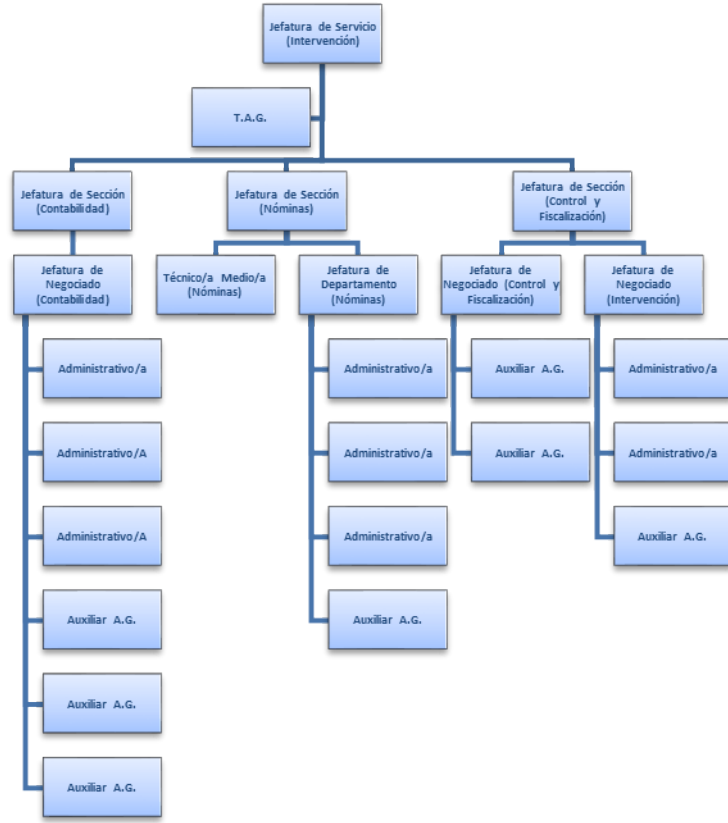 Jefatura de Servicio
(Intervención)
T.A.G.
Jefatura de Sección
(Contabilidad)
Jefatura de Sección
(Nóminas)
Jefatura de Sección
(Control y
Fiscalización)
Jefatura de
Negociado
(Contabilidad)
Técnico/a Medio/a
(Nóminas)
Jefatura de
Departamento
(Nóminas)
Jefatura de
Negociado (Control y
Fiscalización)
Jefatura de
Negociado
(Intervención)
Administrativo/a
Administrativo/a
Auxiliar A.G.
Administrativo/a
Administrativo/A
Administrativo/a
Auxiliar A.G.
Administrativo/a
Administrativo/A
Administrativo/a
Auxiliar A.G.
Auxiliar A.G.
Auxiliar A.G.
Auxiliar A.G.
Auxiliar A.G.